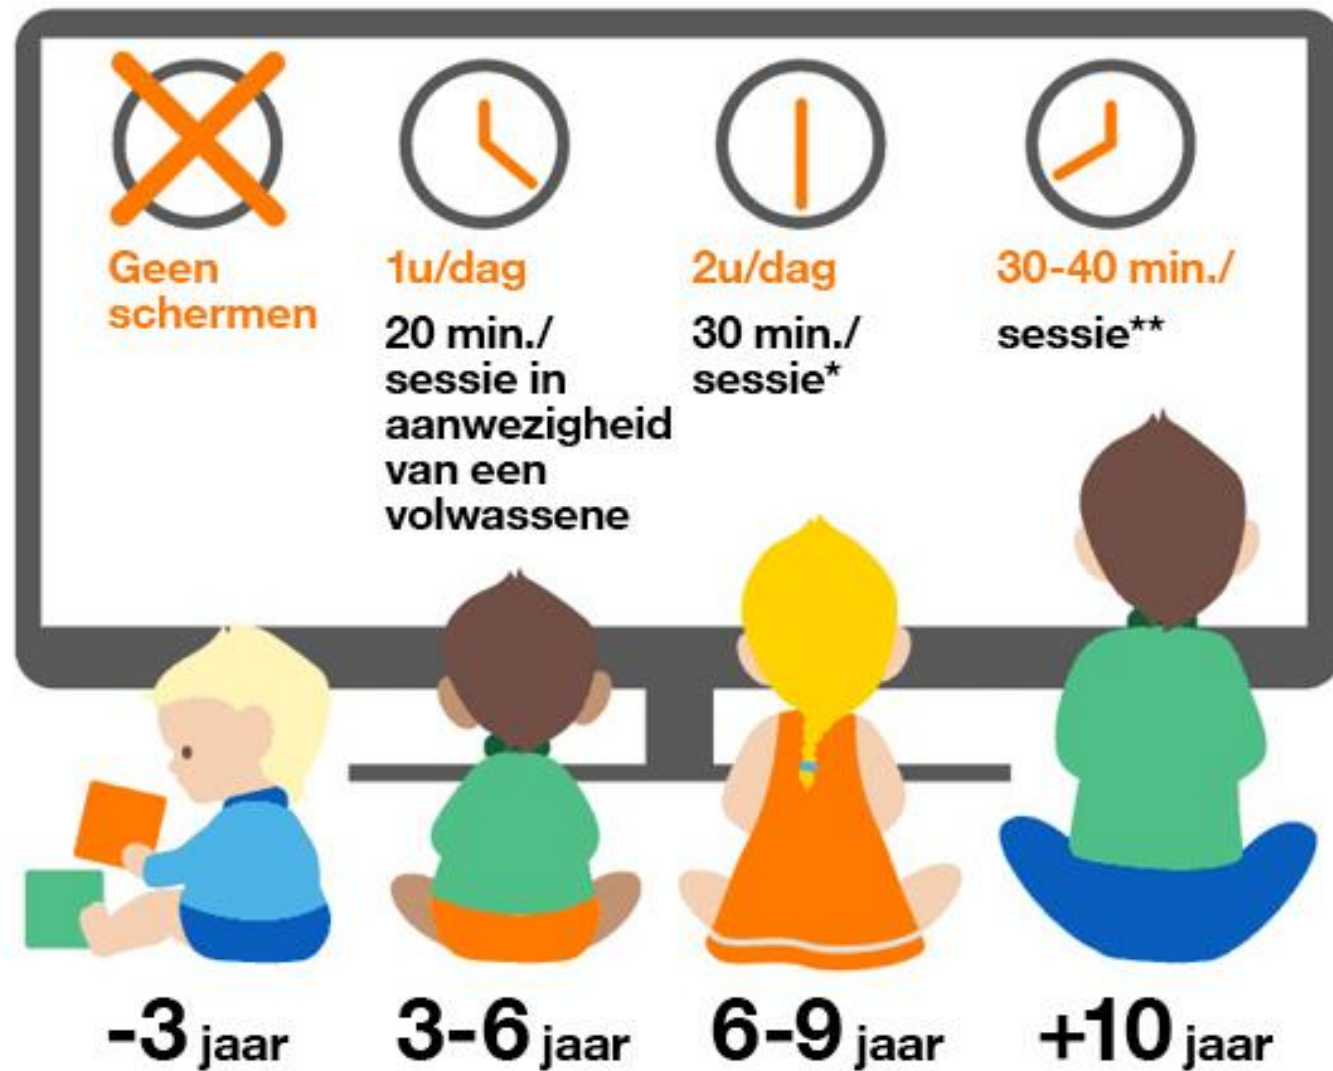 Geen
schermen
1u/dag
20 min./
sessie in
aanwezigheid
van een
volwassene
2u/dag
30 min./
sessie*
30-40 min./
sessie**
-3 jaar
3-6 jaar
6-9 jaar
+10 jaar